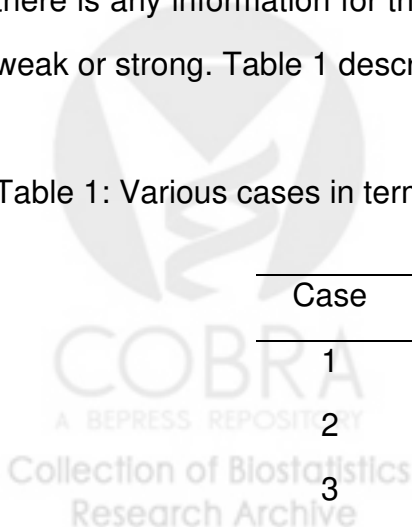 there is any information for th
weak or strong. Table 1 descr
Table 1: Various cases in term
Case
1
COBRA
A BEPRESS REPOSITORY
2
Collection of Biostatistics
3
Research Archive